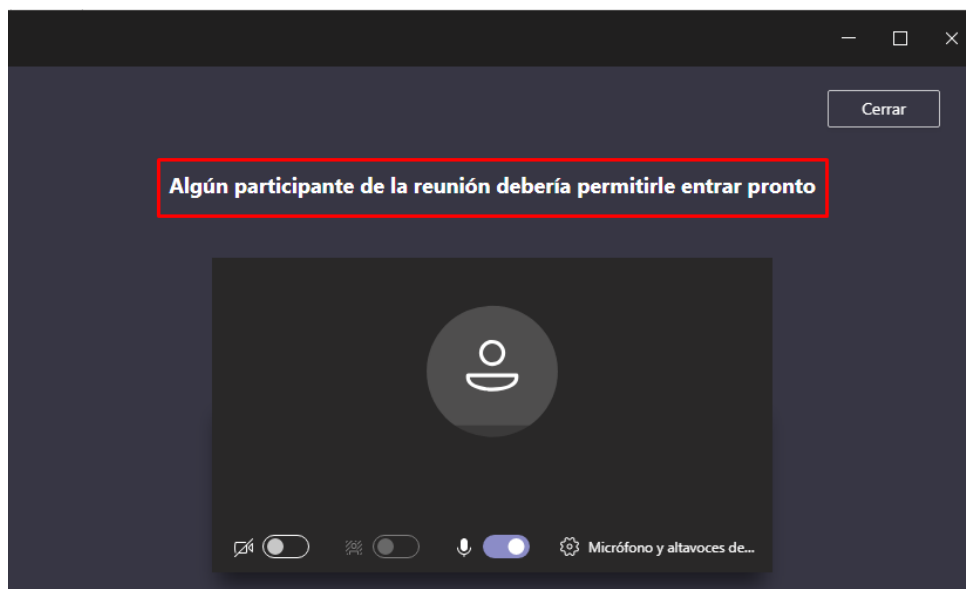 Cerrar
Algún participante de la reunión debería permitirle entrar pronto
Micrófono y altavoces de...